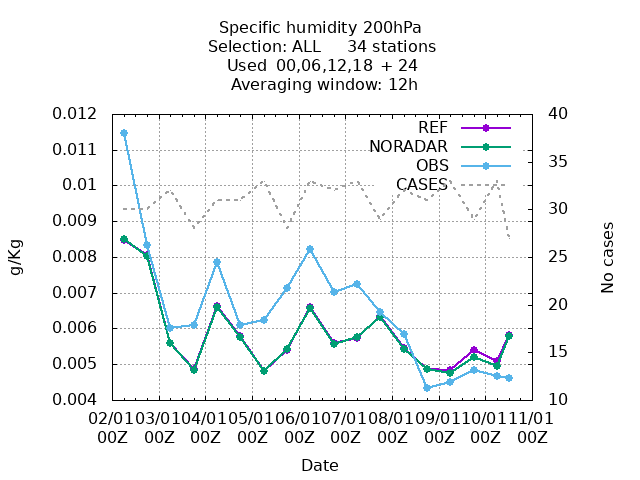 Specific humidity 200hPa
Selection: ALL 34 stations
Used 00,06,12,18 + 24
Averaging window: 12h
0.012
0.011
0.01
0.009
0.008
0.007
0.006
0.005
0.004
40
35
30
25
20
15
10
REF
NORADAR
OBS
CASES
g/Kg
No cases
02/01 03/01 04/01 05/01 06/01 07/01 08/01 09/01 10/01 11/01
00Z 00Z 00Z 00Z 00Z 00Z 00Z 00Z 00Z 00Z
Date